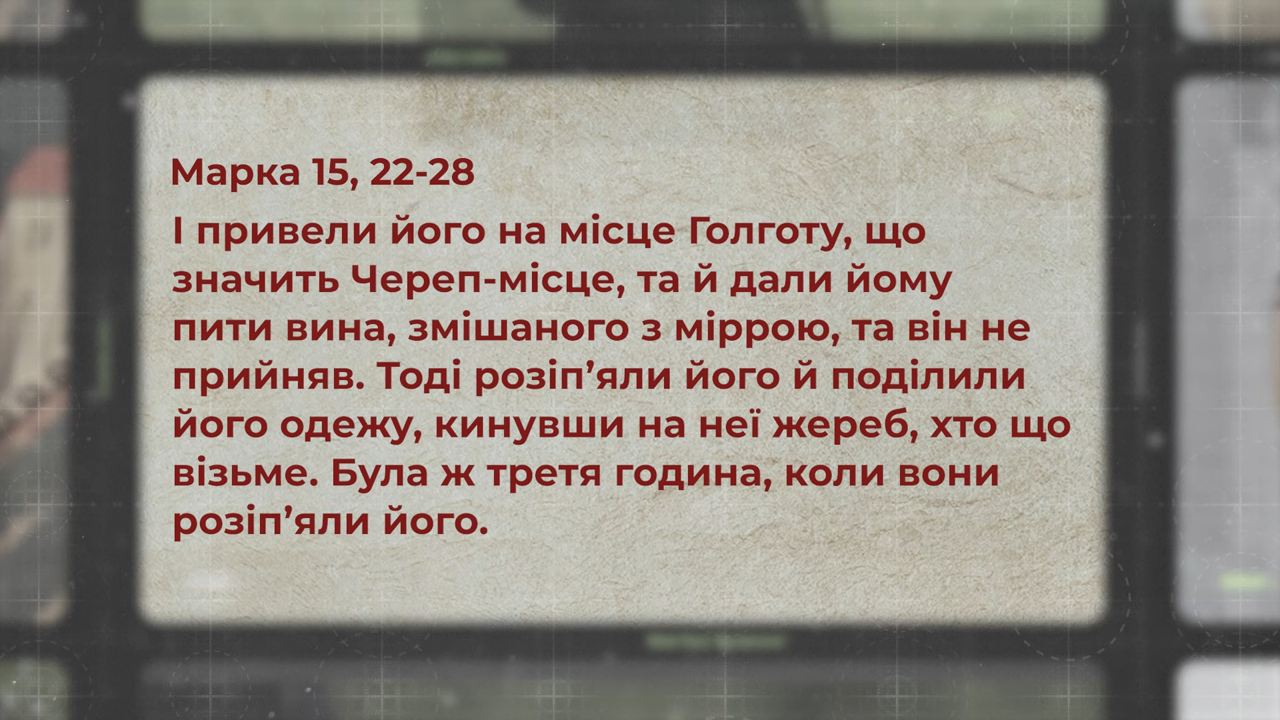 Марка 15, 22-28
І привели його на місце Голготу, що
значить Череп-місце, та й дали йому
пити вина, змішаного з міррою, та він не
прийняв. Тоді розіп’яли його й поділили
його одежу, кинувши на неї жереб, хто що
візьме. Була ж третя година, коли вони
розіп’яли його.